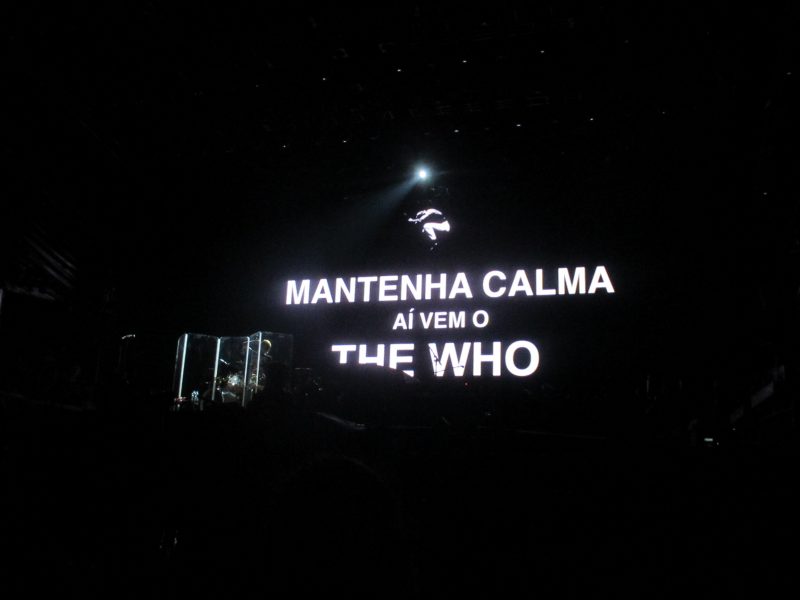 MANTENHA CALMA
AÍ VEM O
THE WHO